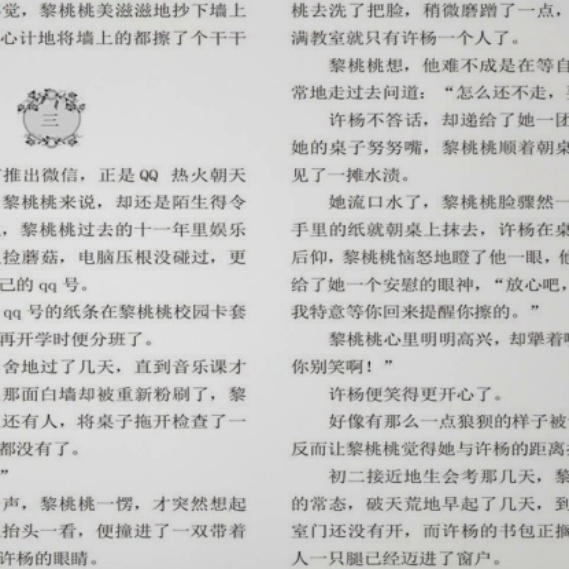 觉，黎桃桃美滋滋地抄下墙上
心计地将墙上的都擦了个干干
三
推出微信，正是QQ 热火朝天
黎桃桃来说，却还是陌生得令
，黎桃桃过去的十一年里娱乐
捡蘑菇，电脑压根没碰过，更
己的qq号。
qq号的纸条在黎桃桃校园卡套
再开学时便分班了。
舍地过了几天，直到音乐课才
那面白墙却被重新粉刷了，黎
还有人，将桌子拖开检查了一
都没有了。
”
声，黎桃桃一愣，才突然想起
抬头一看，便撞进了一双带着
许杨的眼睛。
桃去洗了把脸，稍微磨蹭了一点，
满教室就只有许杨一个人了。
黎桃桃想，他难不成是在等自
常地走过去问道：“怎么还不走，
许杨不答话，却递给了她一团
她的桌子努努嘴，黎桃桃顺着朝桌
见了一摊水渍。
她流口水了，黎桃桃脸骤然一
手里的纸就朝桌上抹去，许杨在桌
后仰，黎桃桃恼怒地瞪了他一眼，他
给了她一个安慰的眼神，“放心吧，
我特意等你回来提醒你擦的。”
黎桃桃心里明明高兴，却犟着
你别笑啊！”
许杨便笑得更开心了。
好像有那么一点狼狈的样子被
反而让黎桃桃觉得她与许杨的距离
初二接近地生会考那几天，黎
的常态，破天荒地早起了几天，到
室门还没有开，而许杨的书包正搁
人一只腿已经迈进了窗户。